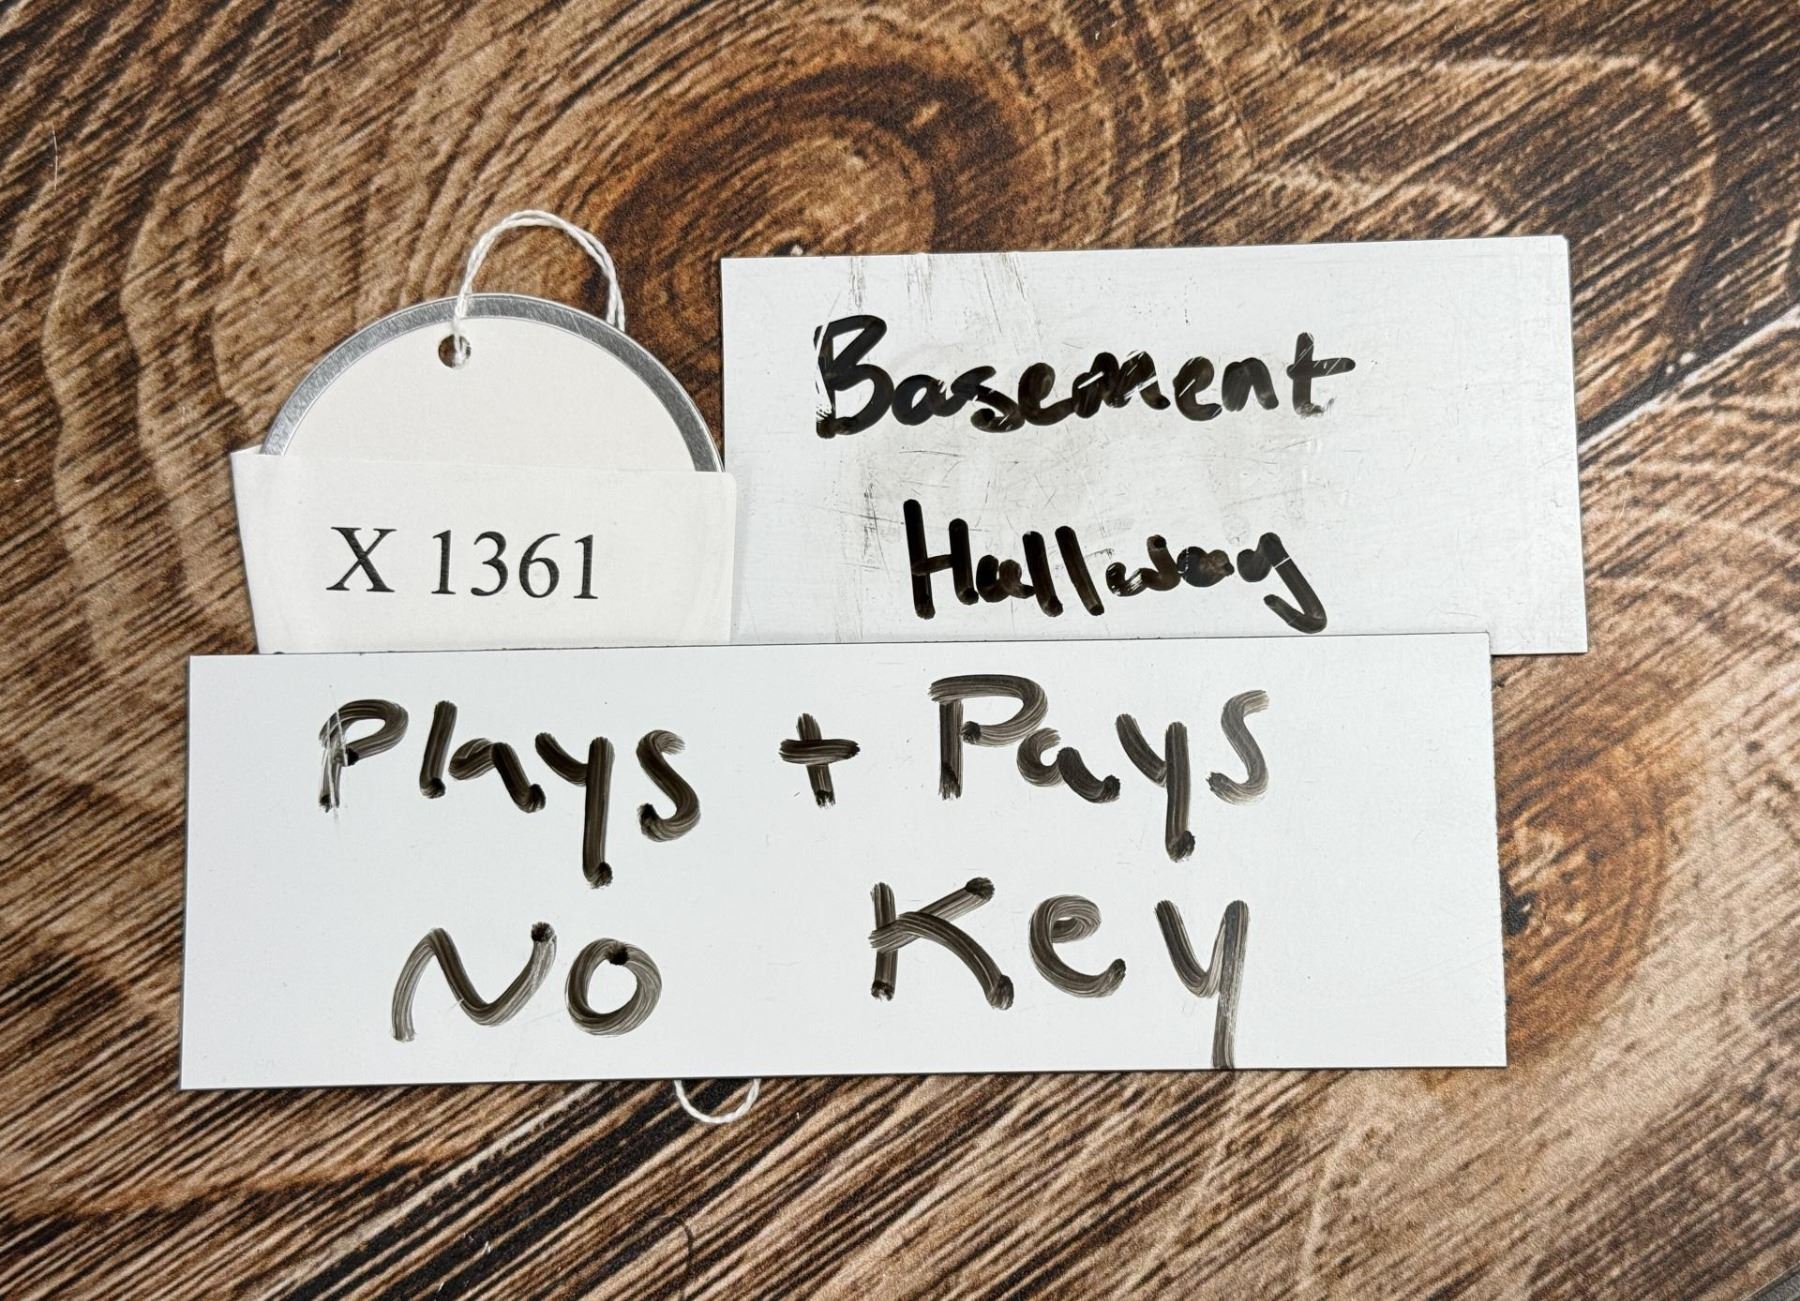 Basement
Hallway
X 1361
Plays + Pays
No Key